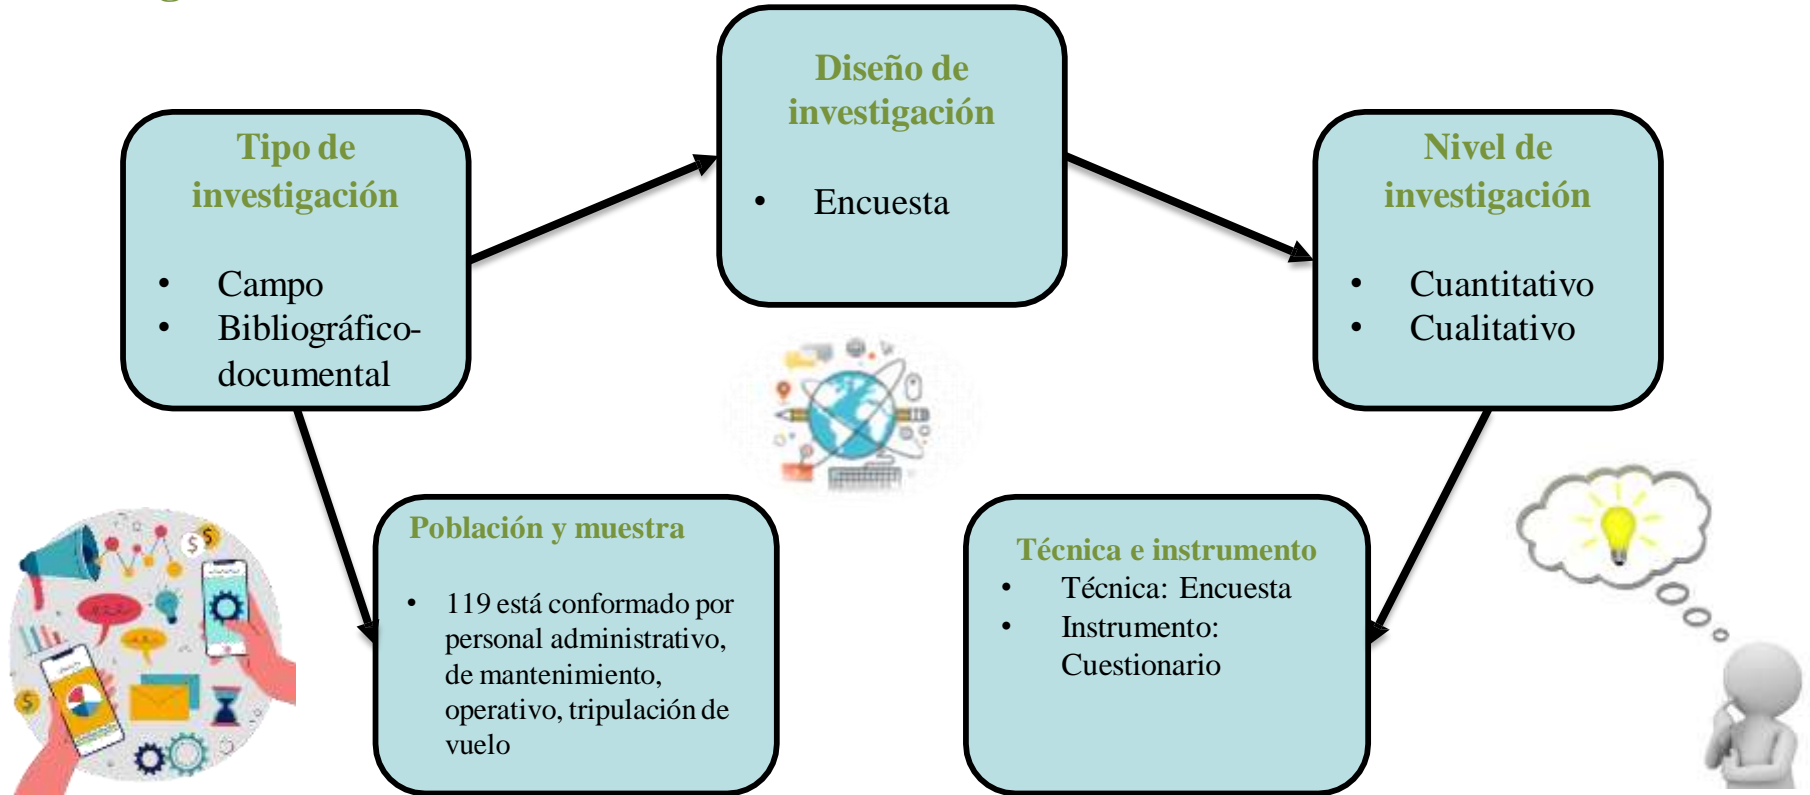 Diseño de
investigación
• Encuesta
Tipo de
investigación
• Campo
• Bibliográfico-
documental
Nivel de
investigación
• Cuantitativo
• Cualitativo
Población y muestra
• 119 está conformado por
personal administrativo,
de mantenimiento,
operativo, tripulación de
vuelo
Técnica e instrumento
• Técnica: Encuesta
• Instrumento:
Cuestionario